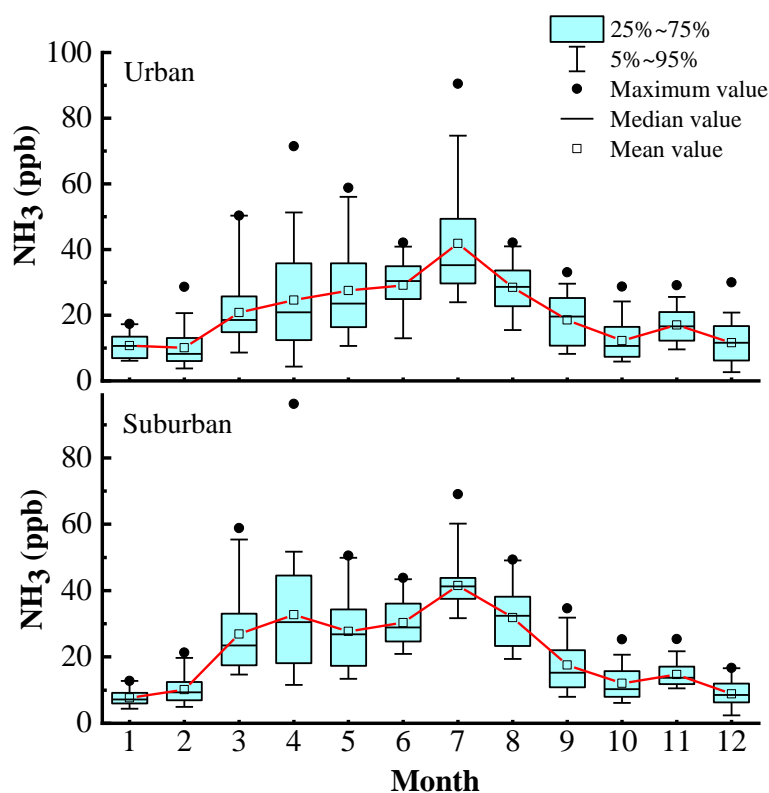 25%~75%
5%~95%
Maximum value
Median value
Mean value
Urban
100
80
60
40
20
0
NH3 (ppb)
Suburban
80
60
40
20
0
NH3 (ppb)
1 2 3 4 5 6 7 8 9 10 11 12
Month